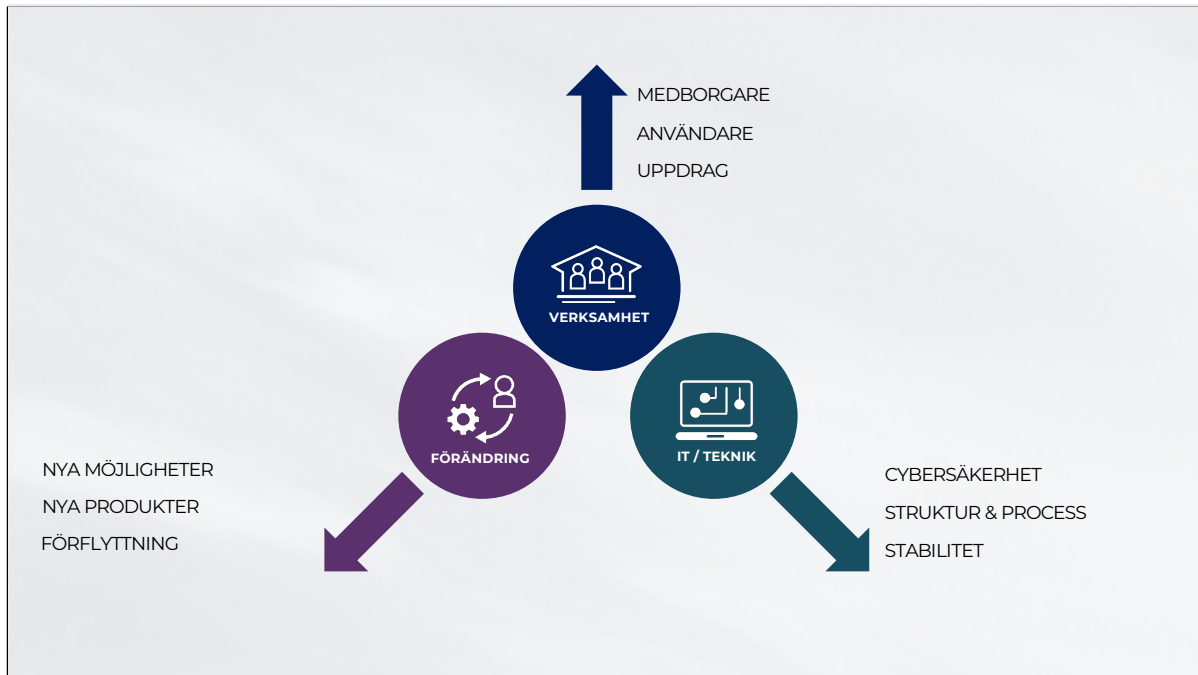 MEDBORGARE
ANVÄNDARE
UPPDRAG
VERKSAMHET
FÖRÄNDRING
IT / TEKNIK
NYA MÖJLIGHETER
NYA PRODUKTER
FÖRFLYTTNING
CYBERSÄKERHET
STRUKTUR & PROCESS
STABILITET